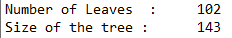 Number of Leaves  :     102
Size of the tree :      143